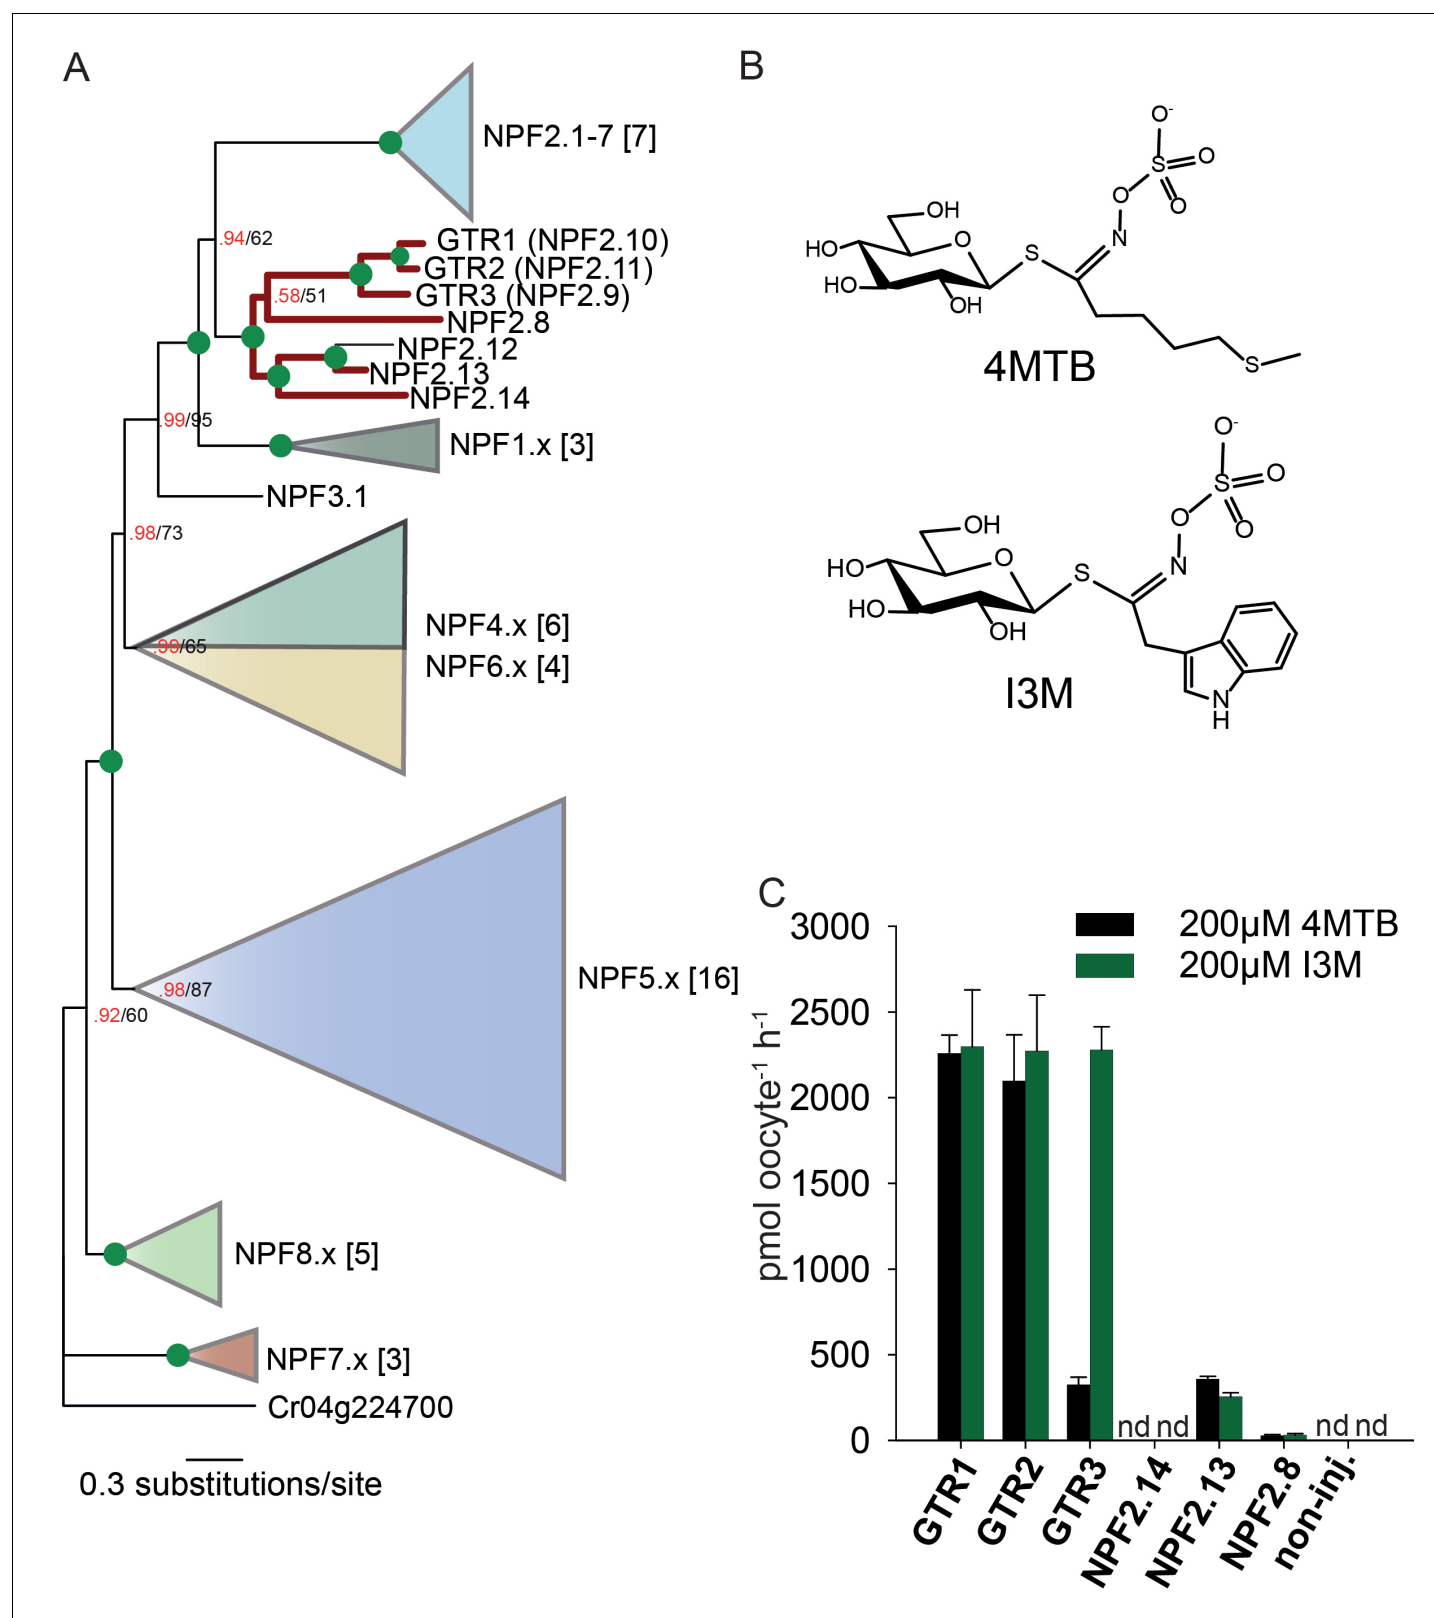 A
NPF2.1-7 [7]
.94/62
GTR1 (NPF2.10)
GTR2 (NPF2.11)
GTR3 (NPF2.9)
.58/51
NPF2.8
NPF2.12
NPF2.13
NPF2.14
.99/95
NPF1.x [3]
NPF3.1
.98/73
NPF4.x [6]
.99/65
NPF6.x [4]
NPF5.x [16]
.98/87
.92/60
NPF8.x [5]
NPF7.x [3]
Cr04g224700
0.3 substitutions/site
B
O-
S
O
O
O
N
S
OH
O
HO
HO
OH
S
4MTB
O-
S
O
O
O
N
S
OH
O
HO
HO
OH
N
H
I3M
C
200µM 4MTB
200µM I3M
pmol oocyte-1 h-1
3000
2500
2000
1500
1000
500
0
nd nd
nd nd
GTR1
GTR2
GTR3
NPF2.14
NPF2.13
NPF2.8
non-inj.